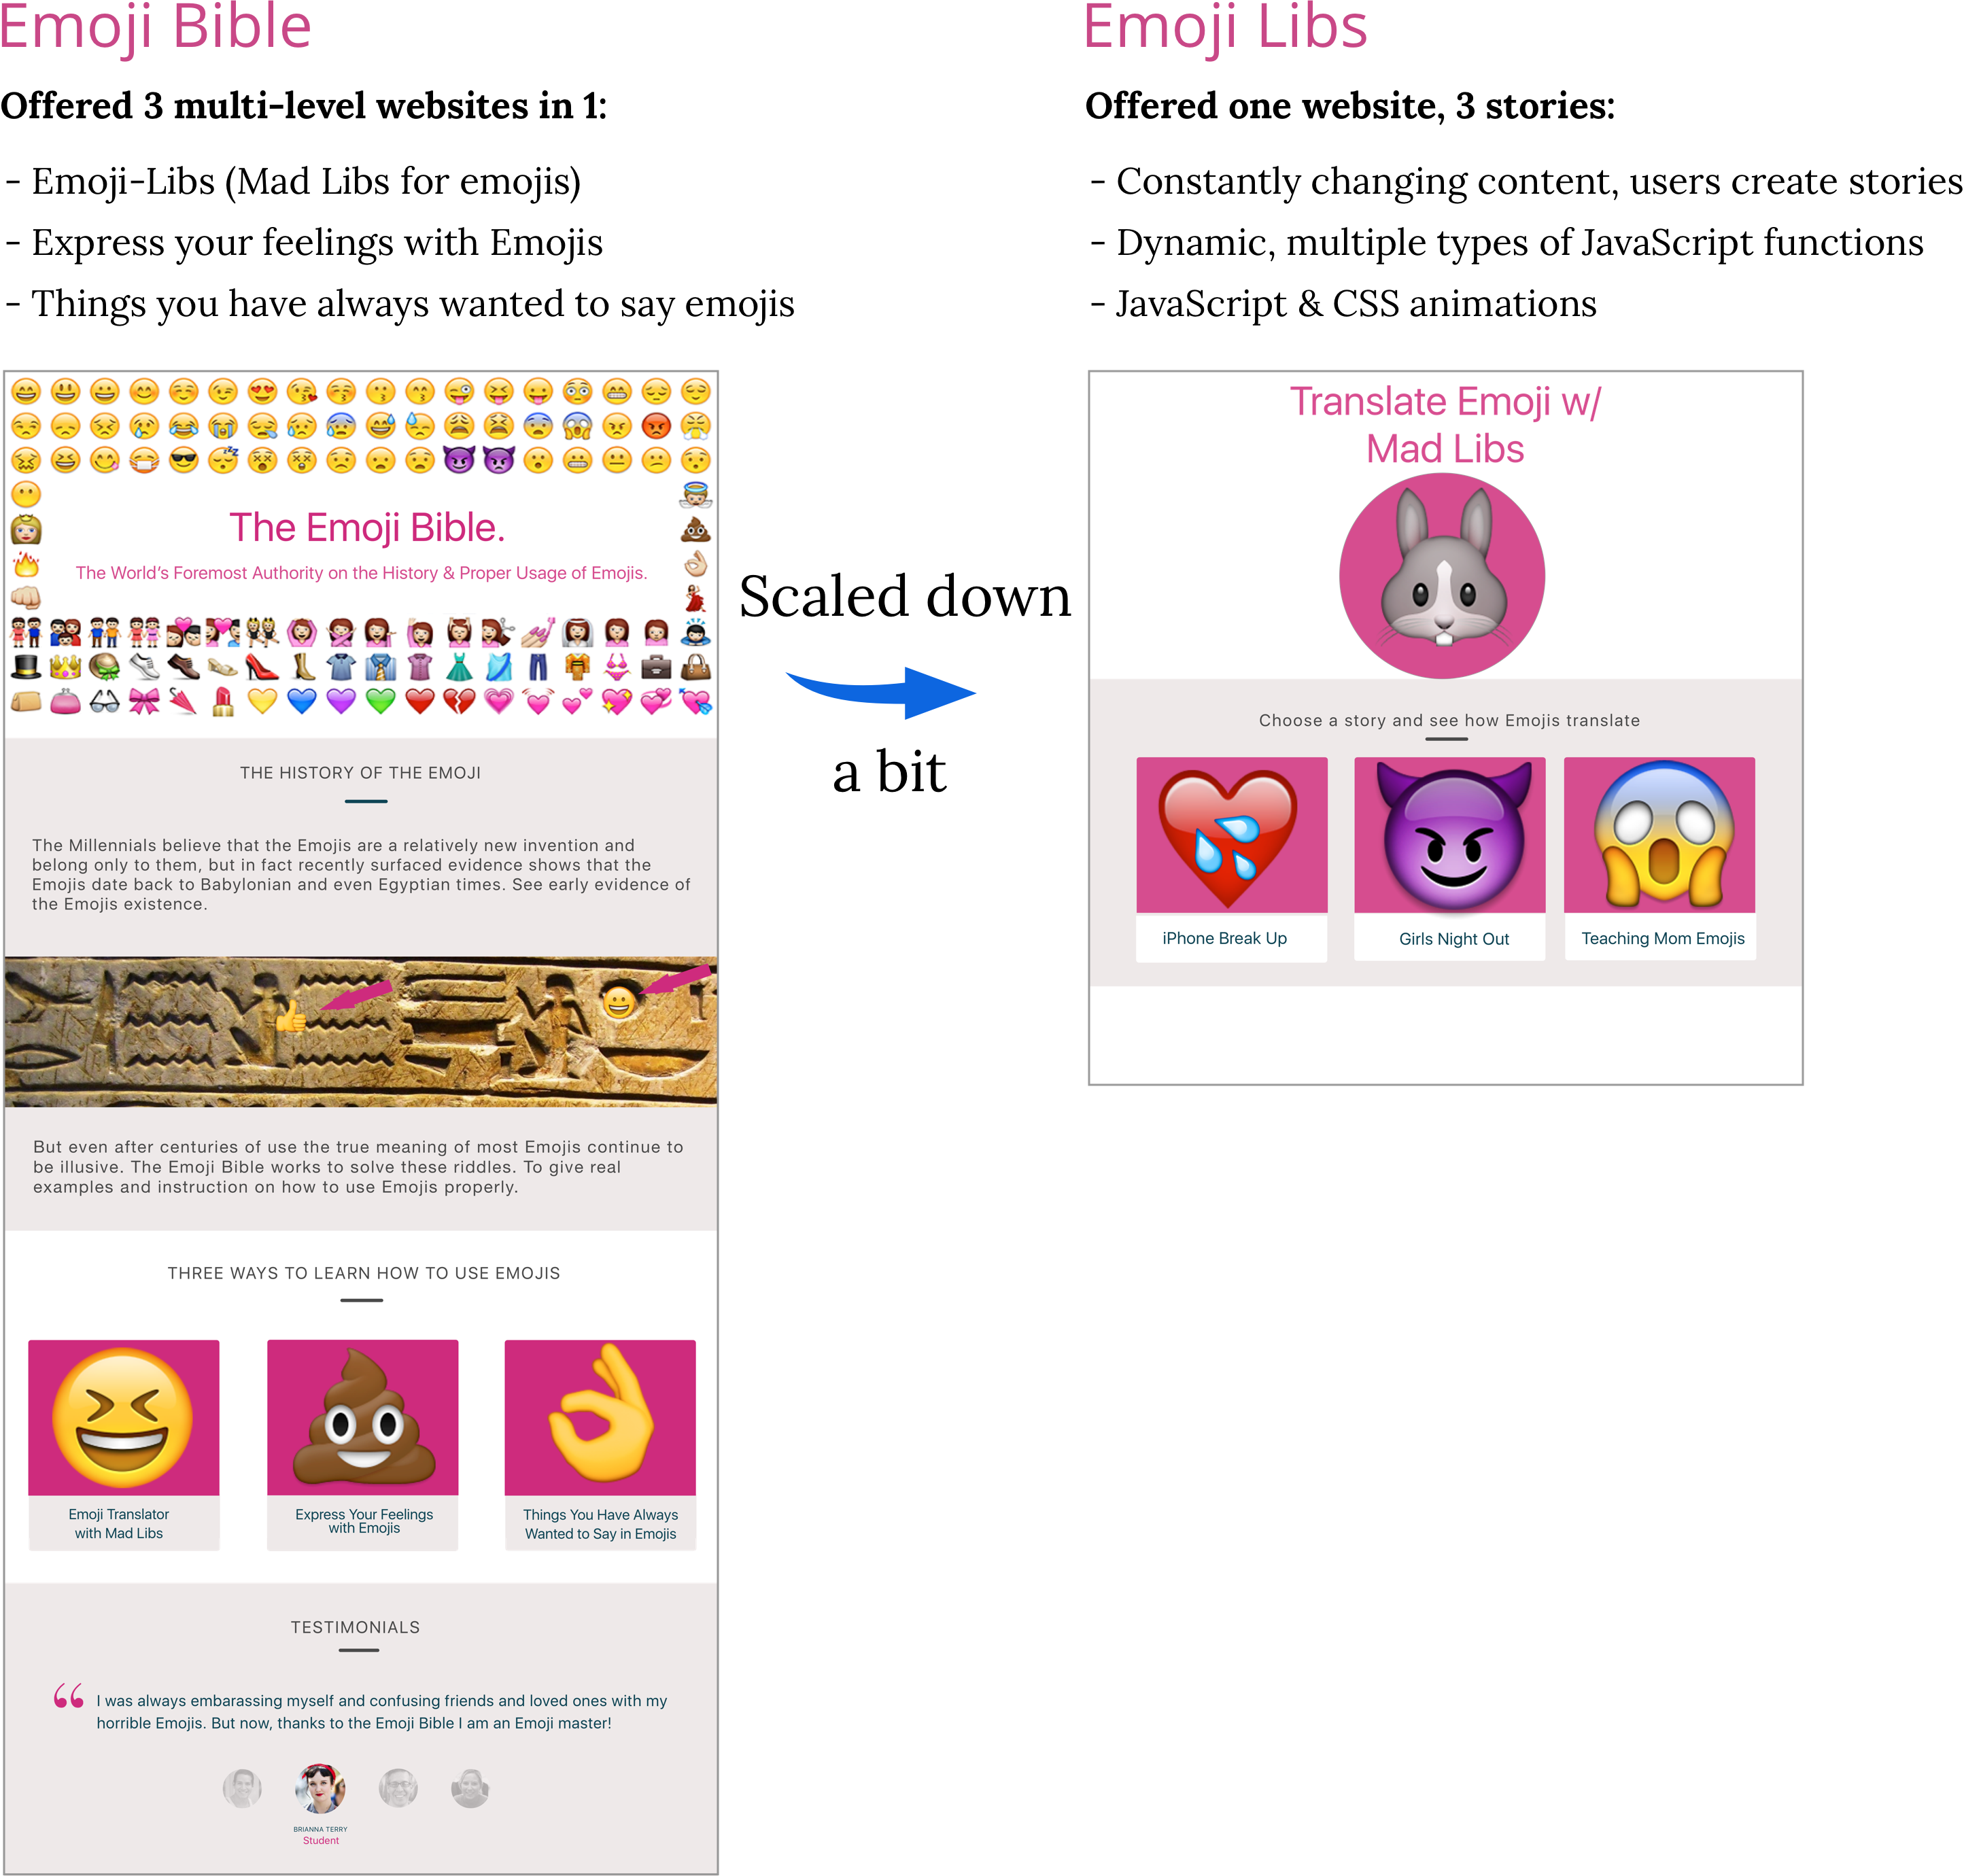 Emoji Bible
Offered 3 multi-level websites in 1:
- Emoji-Libs (Mad Libs for emojis)
- Express your feelings with Emojis
- Things you have always wanted to say emojis
The Emoji Bible.
The World's Foremost Authority on the History & Proper Usage of Emojis.
THE HISTORY OF THE EMOJI
The Millennials believe that the Emojis are a relatively new invention and
belong only to them, but in fact recently surfaced evidence shows that the
Emojis date back to Babylonian and even Egyptian times. See early evidence of
the Emojis existence.
But even after centuries of use the true meaning of most Emojis continue to
be illusive. The Emoji Bible works to solve these riddles. To give real
examples and instruction on how to use Emojis properly.
THREE WAYS TO LEARN HOW TO USE EMOJIS
Emoji Translator
with Mad Libs
Express Your Feelings
with Emojis
Things You Have Always
Wanted to Say in Emojis
TESTIMONIALS
“ I was always embarassing myself and confusing friends and loved ones with my
horrible Emojis. But now, thanks to the Emoji Bible I am an Emoji master!
BRIANNA TERRY
Student
Scaled down
a bit
Emoji Libs
Offered one website, 3 stories:
- Constantly changing content, users create stories
- Dynamic, multiple types of JavaScript functions
- JavaScript & CSS animations
Translate Emoji w/
Mad Libs
Choose a story and see how Emojis translate
iPhone Break Up
Girls Night Out
Teaching Mom Emojis